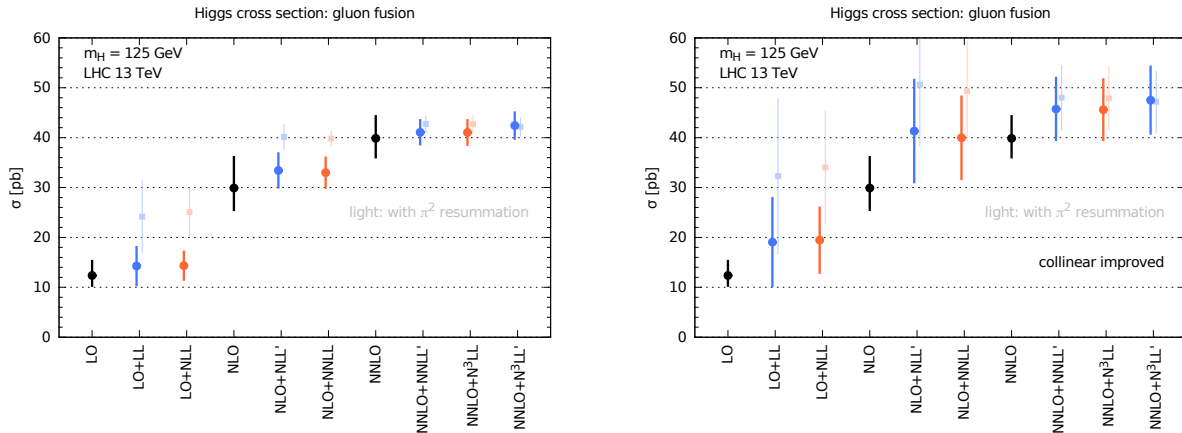 Higgs cross section: gluon fusion
60
50
40
30
20
10
0
σ [pb]
m_H = 125 GeV
LHC 13 TeV
light: with π² resummation
LO
LO+LL
LO+NLL
NLO
NLO+NLL'
NLO+NNLL
NNLO
NNLO+NNLL'
NNLO+N³LL
NNLO+N³LL'
Higgs cross section: gluon fusion
60
50
40
30
20
10
0
σ [pb]
m_H = 125 GeV
LHC 13 TeV
light: with π² resummation
collinear improved
LO
LO+LL
LO+NLL
NLO
NLO+NLL'
NLO+NNLL
NNLO
NNLO+NNLL'
NNLO+N³LL
NNLO+N³LL'